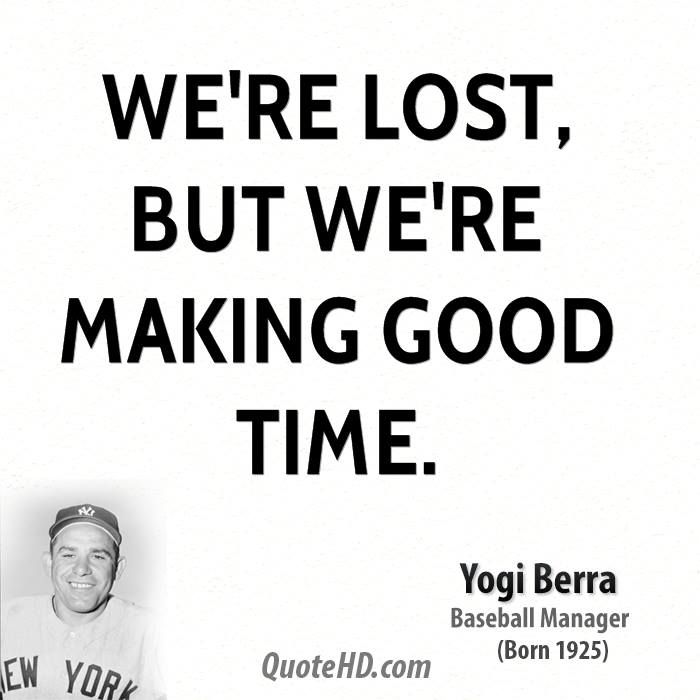 WE'RE LOST,
BUT WE'RE
MAKING GOOD
TIME.
NY
NEW YORK
Yogi Berra
Baseball Manager
(Born 1925)
QuoteHD.com